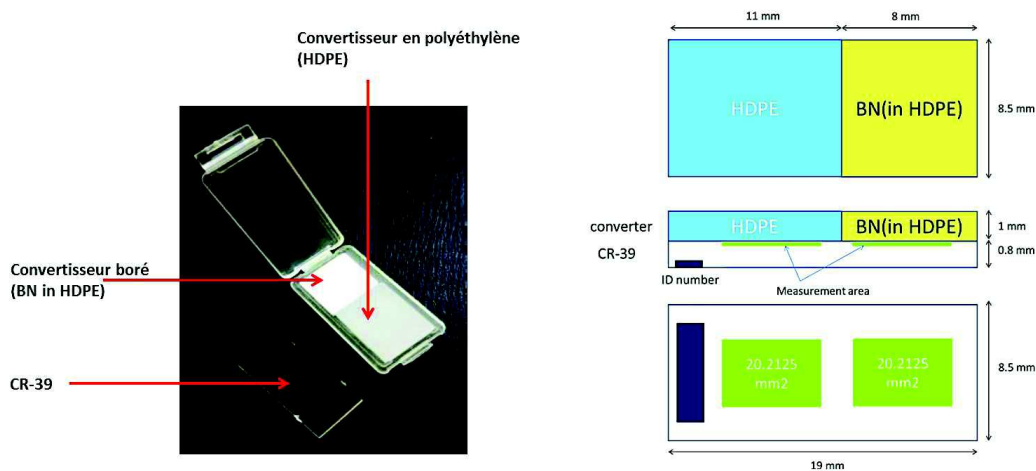 Convertisseur en polyéthylène
(HDPE)
Convertisseur boré
(BN in HDPE)
CR-39
11 mm
8 mm
HDPE
BN(in HDPE)
8.5 mm
converter
HDPE
BN(in HDPE)
1 mm
CR-39
0.8 mm
ID number
Measurement area
20.2125
mm2
20.2125
mm2
8.5 mm
19 mm